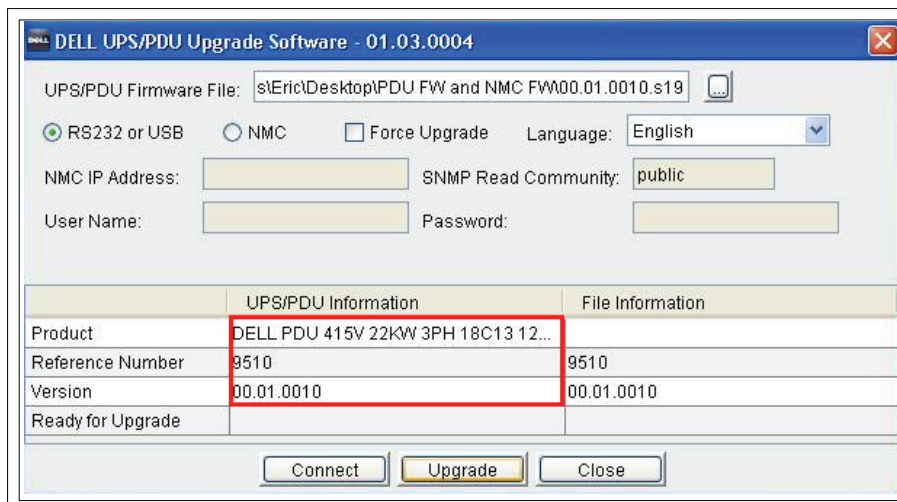 DELL DELL UPS/PDU Upgrade Software - 01.03.0004
UPS/PDU Firmware File: s\Eric\Desktop\PDU FW and NMC FW\00.01.0010.s19 ...
RS232 or USB NMC Force Upgrade Language: English
NMC IP Address: SNMP Read Community: public
User Name: Password:
UPS/PDU Information File Information
Product DELL PDU 415V 22KW 3PH 18C13 12...
Reference Number 9510 9510
Version 00.01.0010 00.01.0010
Ready for Upgrade
Connect Upgrade Close